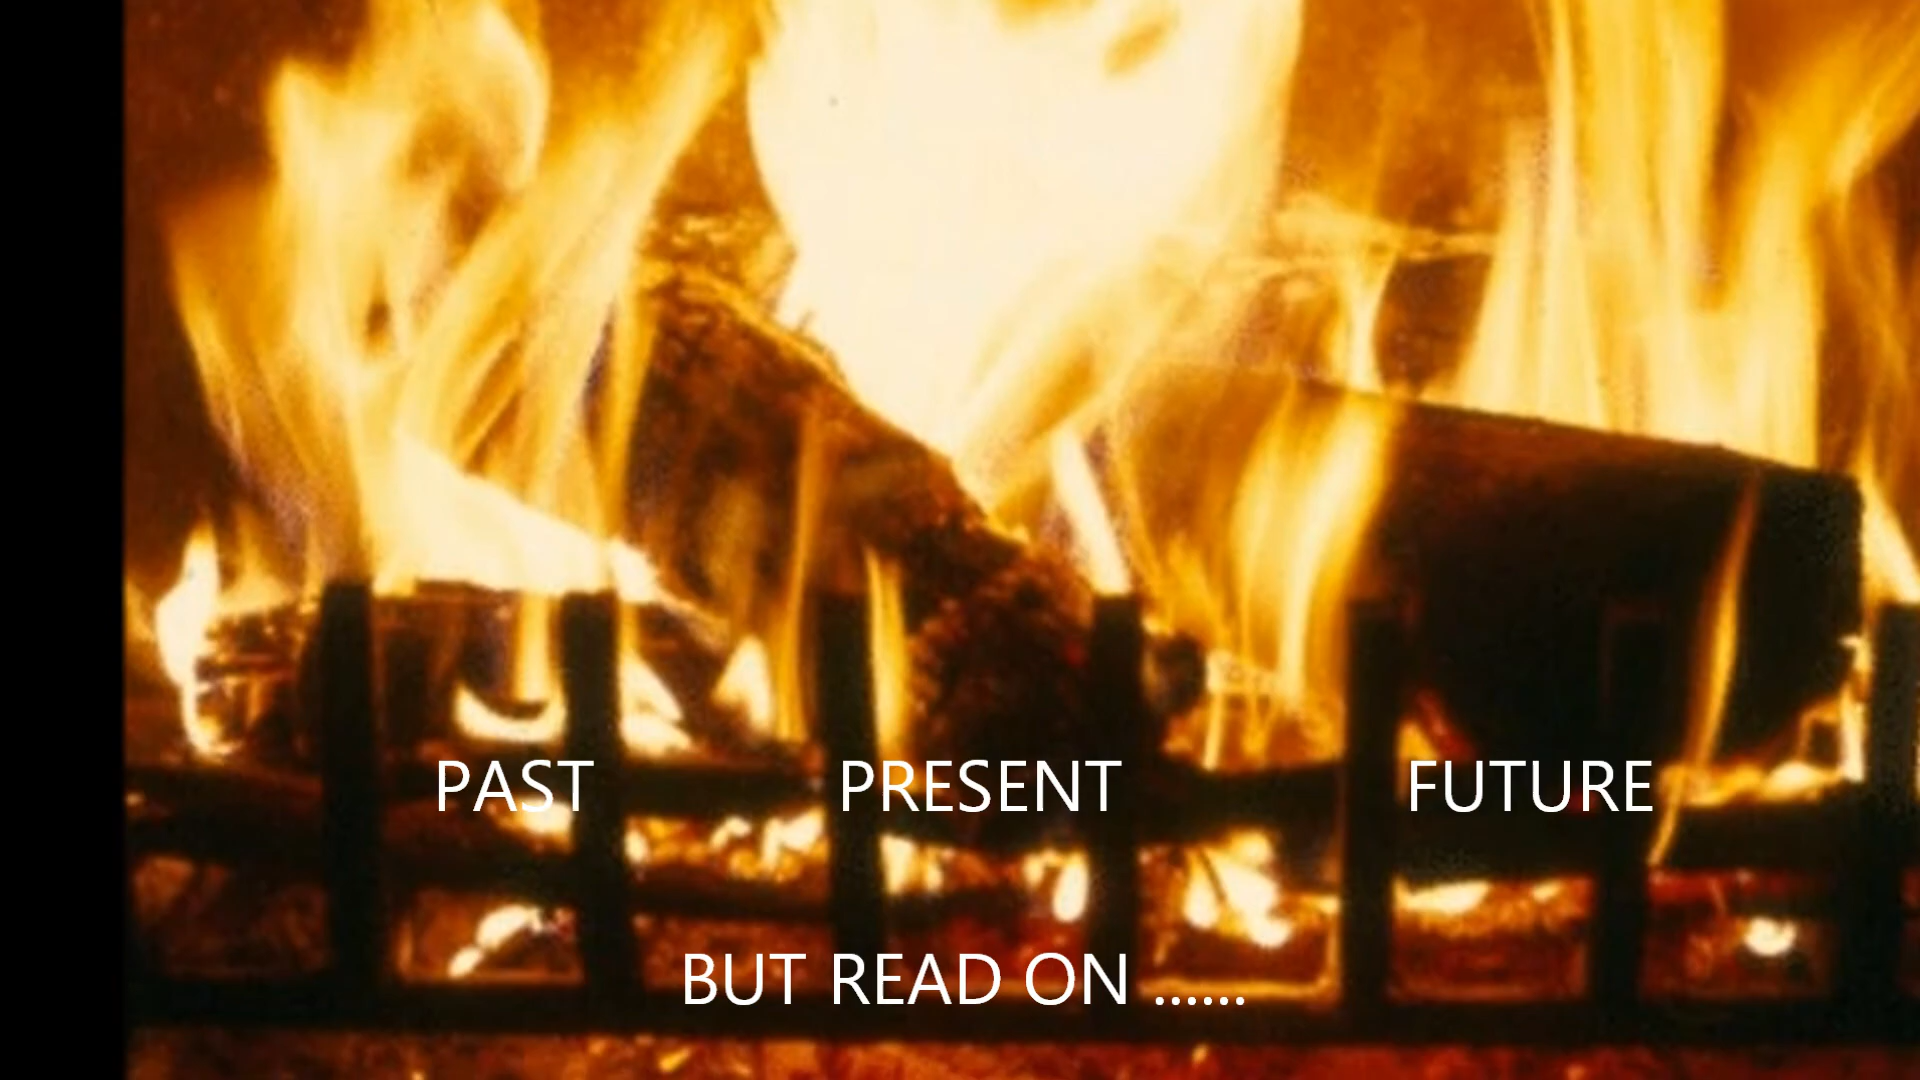 PAST PRESENT FUTURE
BUT READ ON ......